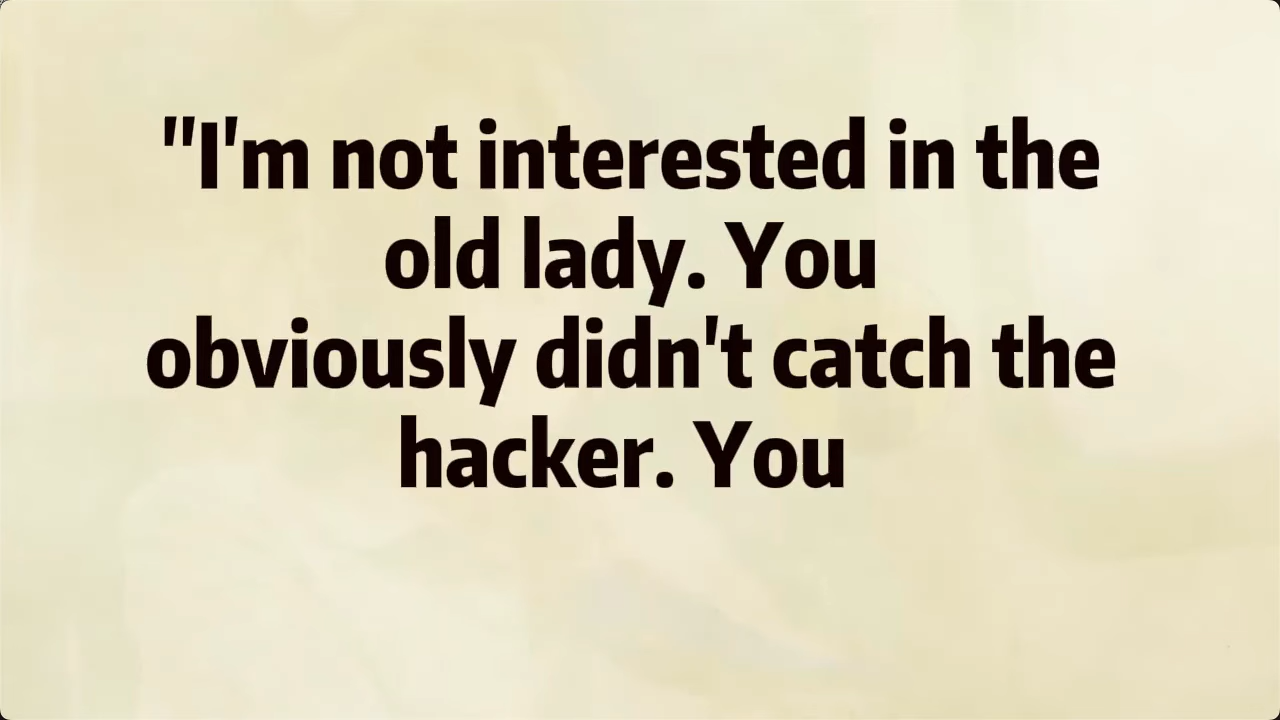 "I'm not interested in the
old lady. You
obviously didn't catch the
hacker. You